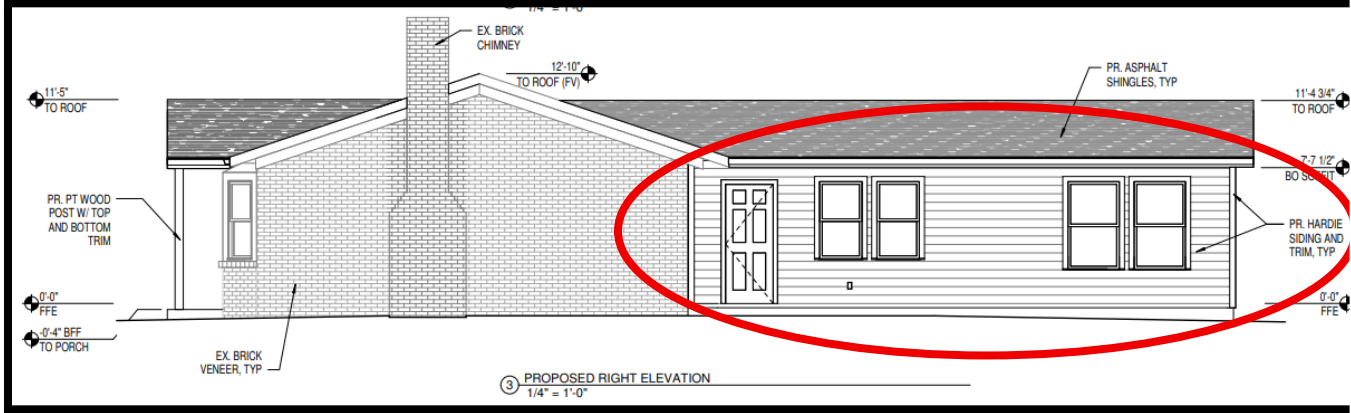 1/4" = 1'-0"
EX. BRICK
CHIMNEY
12'-10"
TO ROOF (FV)
PR. ASPHALT
SHINGLES, TYP
11'-5"
TO ROOF
11'-4 3/4"
TO ROOF
7'-7 1/2"
BO SOFFIT
PR. PT WOOD
POST W/ TOP
AND BOTTOM
TRIM
PR. HARDIE
SIDING AND
TRIM, TYP
0'-0"
FFE
0'-0"
FFE
-0'-4" BFF
TO PORCH
EX. BRICK
VENEER, TYP
3 PROPOSED RIGHT ELEVATION
1/4" = 1'-0"